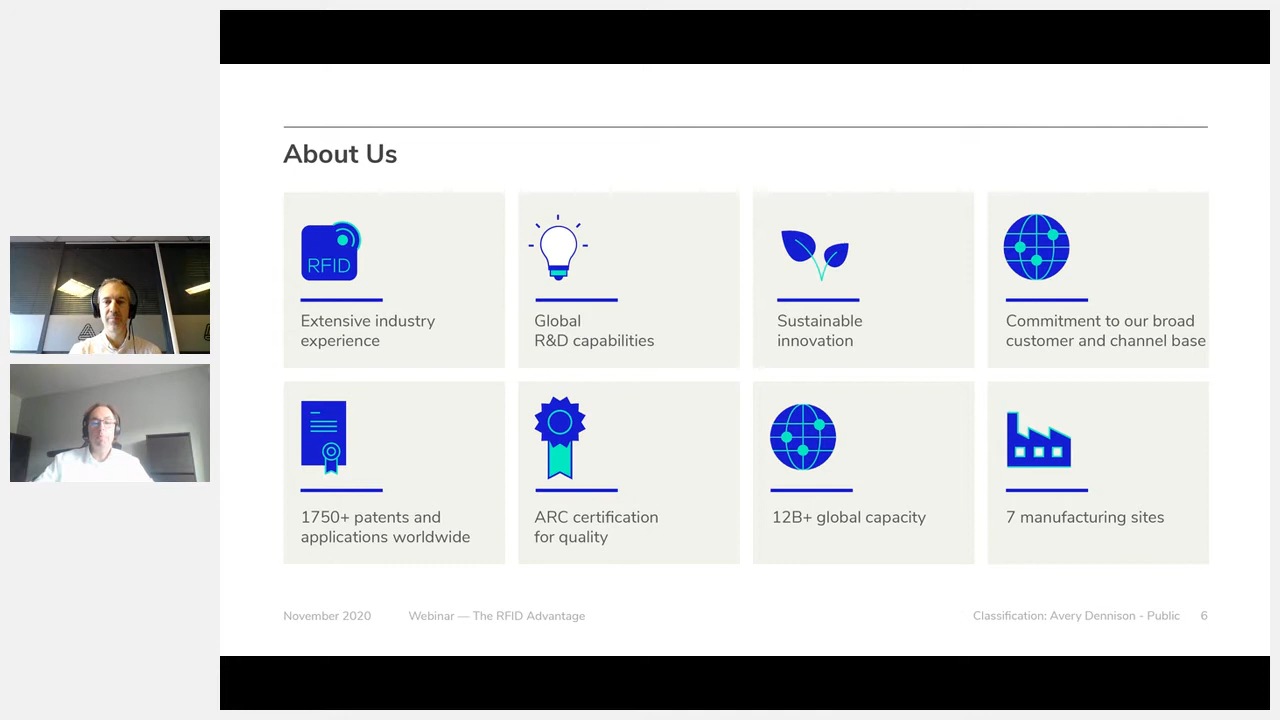 About Us
RFID
Extensive industry
experience
Global
R&D capabilities
Sustainable
innovation
Commitment to our broad
customer and channel base
1750+ patents and
applications worldwide
ARC certification
for quality
12B+ global capacity
7 manufacturing sites
November 2020
Webinar — The RFID Advantage
Classification: Avery Dennison - Public
6